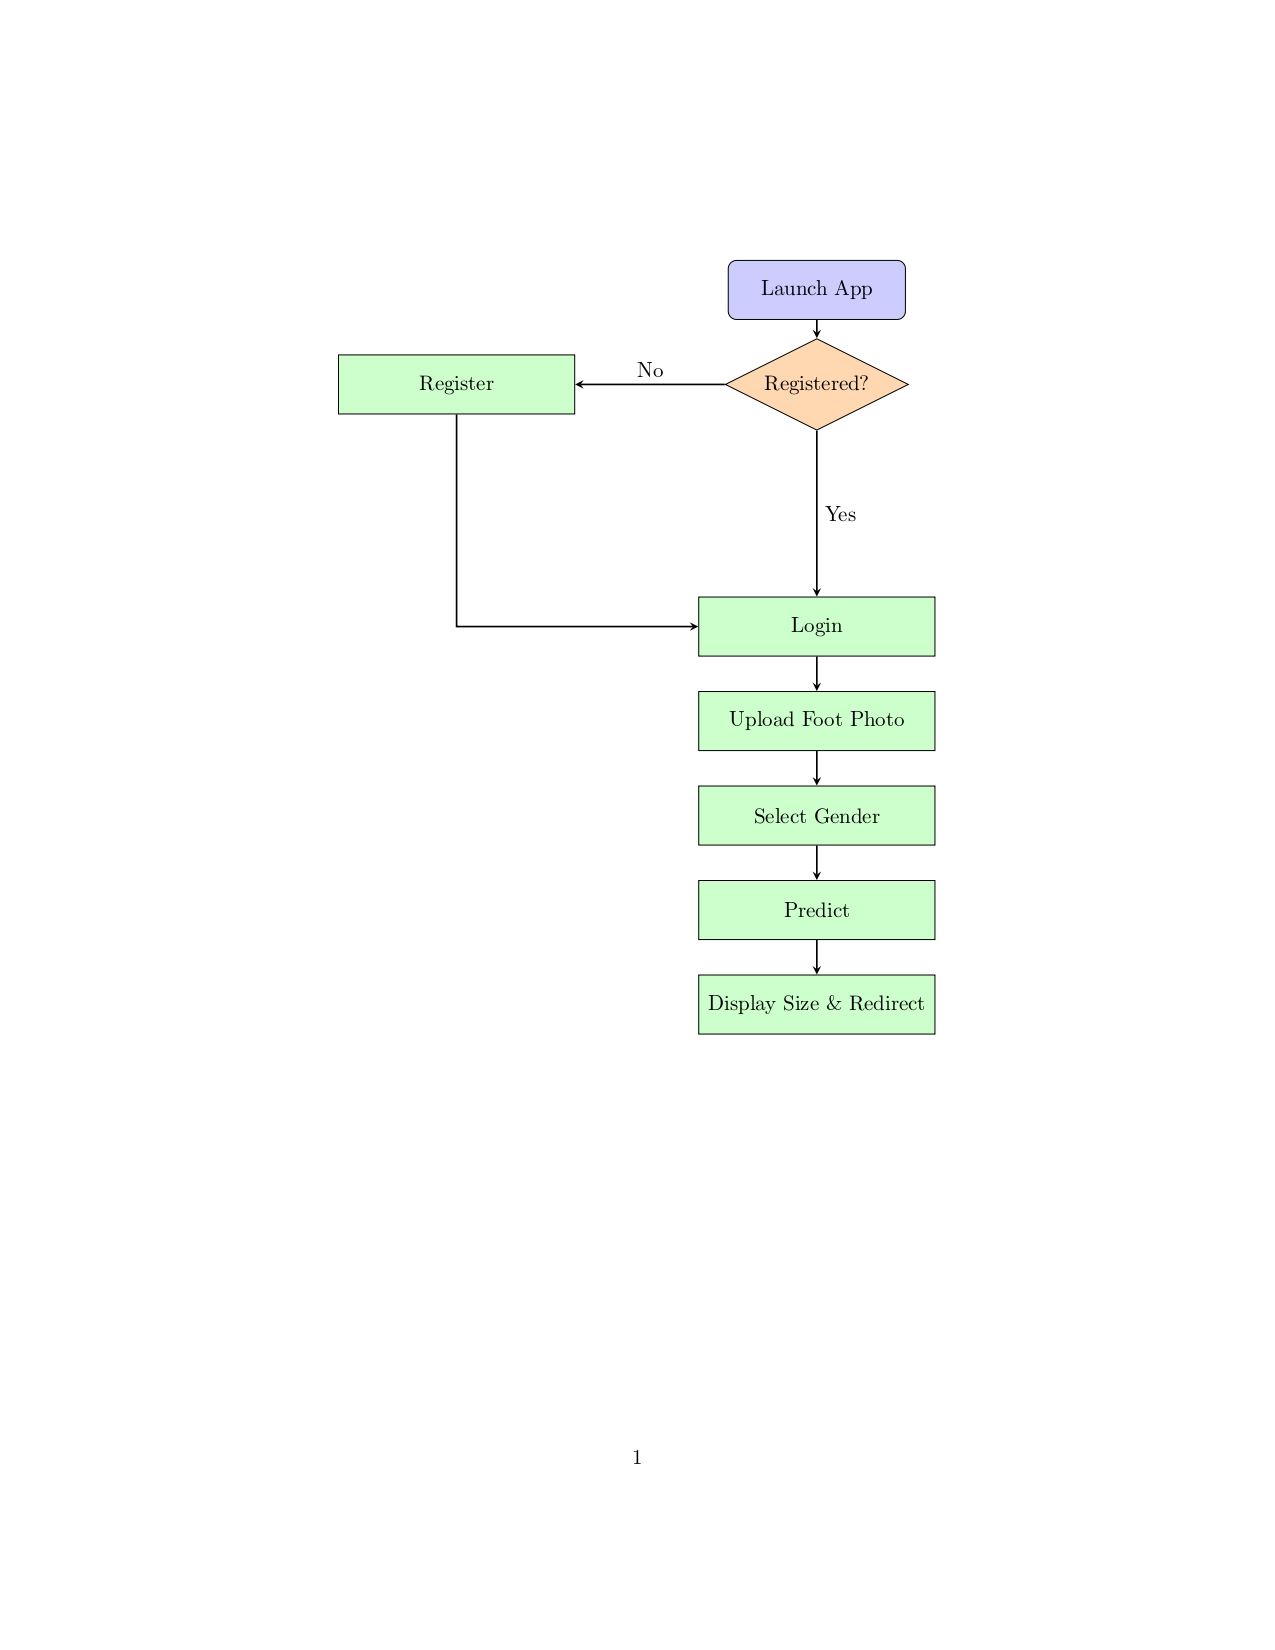 Launch App
Registered?
No
Register
Yes
Login
Upload Foot Photo
Select Gender
Predict
Display Size & Redirect
1